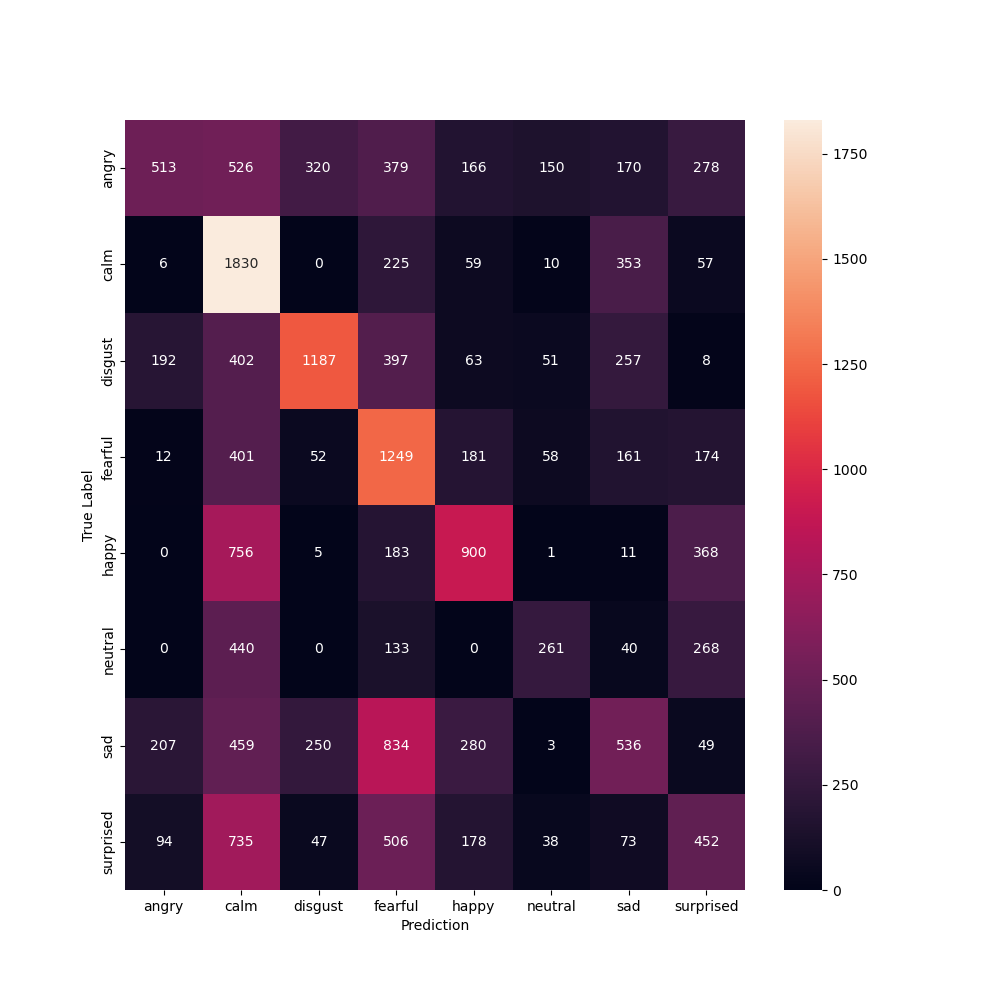 angry 513 526 320 379 166 150 170 278
calm 6 1830 0 225 59 10 353 57
disgust 192 402 1187 397 63 51 257 8
fearful 12 401 52 1249 181 58 161 174
happy 0 756 5 183 900 1 11 368
neutral 0 440 0 133 0 261 40 268
sad 207 459 250 834 280 3 536 49
surprised 94 735 47 506 178 38 73 452
True Label
angry calm disgust fearful happy neutral sad surprised
Prediction
1750
1500
1250
1000
750
500
250
0